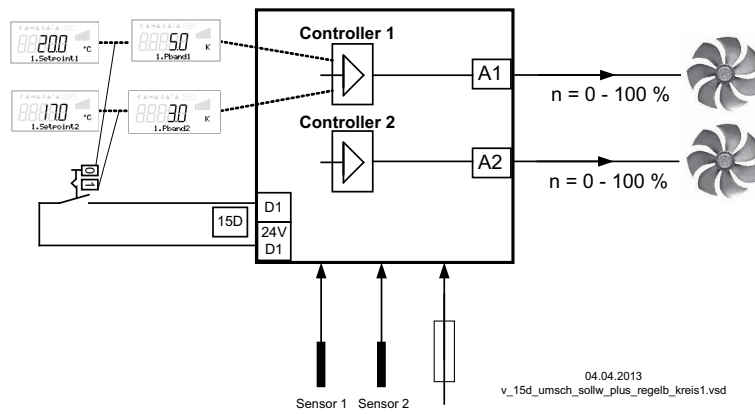 Controller 1
20.0 °C
1.Setpoint1
5.0 K
1.Pband1
A1
n = 0 - 100 %
17.0 °C
1.Setpoint2
3.0 K
1.Pband2
Controller 2
A2
n = 0 - 100 %
0
1
15D
D1
24V
D1
Sensor 1 Sensor 2
04.04.2013
v_15d_umsch_sollw_plus_regelb_kreis1.vsd